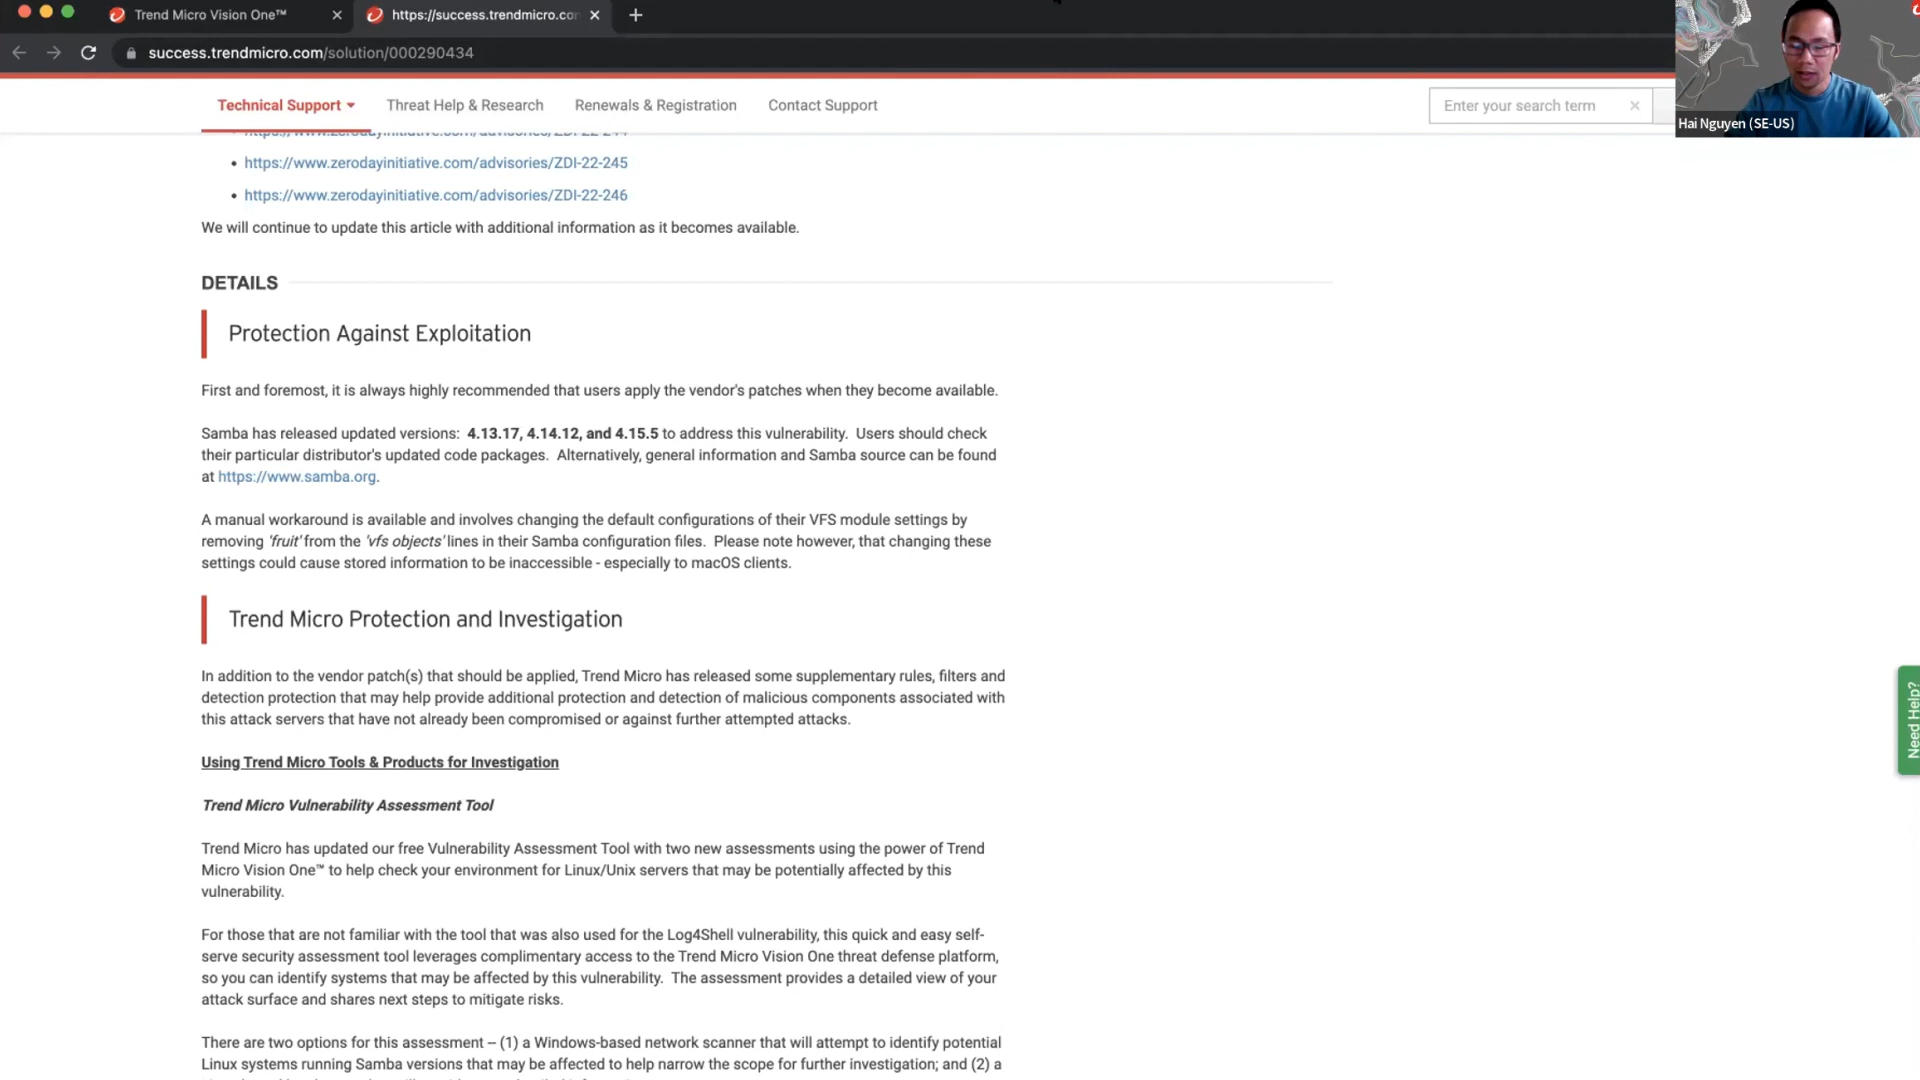 Trend Micro Vision One™
https://success.trendmicro.con
success.trendmicro.com/solution/000290434
Hai Nguyen (SE-US)
Technical Support
Threat Help & Research
Renewals & Registration
Contact Support
Enter your search term
https://www.zerodayinitiative.com/advisories/ZDI-22-244
• https://www.zerodayinitiative.com/advisories/ZDI-22-245
• https://www.zerodayinitiative.com/advisories/ZDI-22-246
We will continue to update this article with additional information as it becomes available.
DETAILS
Protection Against Exploitation
First and foremost, it is always highly recommended that users apply the vendor's patches when they become available.
Samba has released updated versions: 4.13.17, 4.14.12, and 4.15.5 to address this vulnerability. Users should check
their particular distributor's updated code packages. Alternatively, general information and Samba source can be found
at https://www.samba.org.
A manual workaround is available and involves changing the default configurations of their VFS module settings by
removing 'fruit' from the 'vfs objects' lines in their Samba configuration files. Please note however, that changing these
settings could cause stored information to be inaccessible - especially to macOS clients.
Trend Micro Protection and Investigation
In addition to the vendor patch(s) that should be applied, Trend Micro has released some supplementary rules, filters and
detection protection that may help provide additional protection and detection of malicious components associated with
this attack servers that have not already been compromised or against further attempted attacks.
Using Trend Micro Tools & Products for Investigation
Trend Micro Vulnerability Assessment Tool
Trend Micro has updated our free Vulnerability Assessment Tool with two new assessments using the power of Trend
Micro Vision One™ to help check your environment for Linux/Unix servers that may be potentially affected by this
vulnerability.
For those that are not familiar with the tool that was also used for the Log4Shell vulnerability, this quick and easy self-
serve security assessment tool leverages complimentary access to the Trend Micro Vision One threat defense platform,
so you can identify systems that may be affected by this vulnerability. The assessment provides a detailed view of your
attack surface and shares next steps to mitigate risks.
There are two options for this assessment – (1) a Windows-based network scanner that will attempt to identify potential
Linux systems running Samba versions that may be affected to help narrow the scope for further investigation; and (2) a
Need Help?